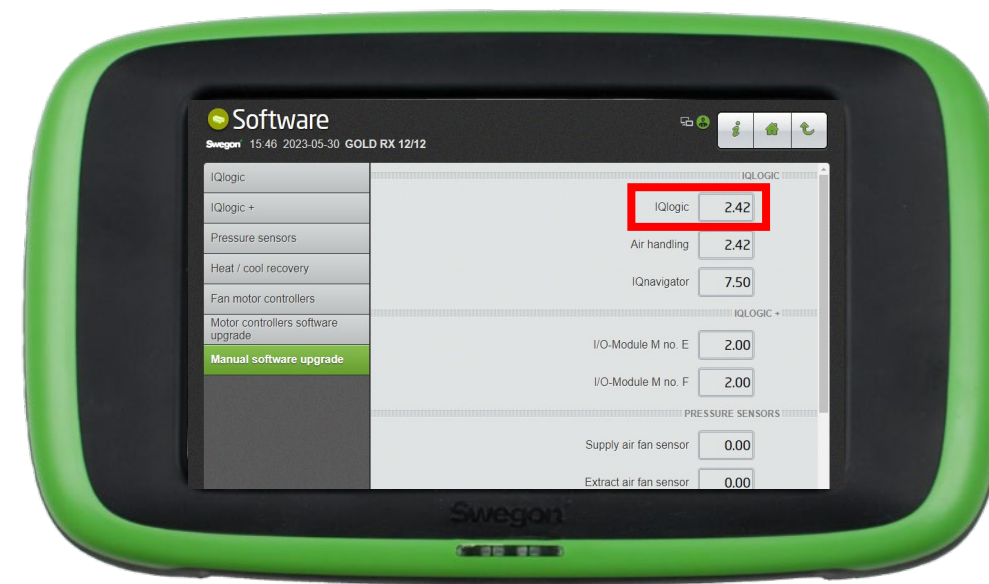 Software
Swegon 15:46 2023-05-30 GOLD RX 12/12
i
IQlogic
IQlogic +
Pressure sensors
Heat / cool recovery
Fan motor controllers
Motor controllers software
upgrade
Manual software upgrade
IQLOGIC
IQlogic 2.42
Air handling 2.42
IQnavigator 7.50
IQLOGIC +
I/O-Module M no. E 2.00
I/O-Module M no. F 2.00
PRESSURE SENSORS
Supply air fan sensor 0.00
Extract air fan sensor 0.00
Swegon